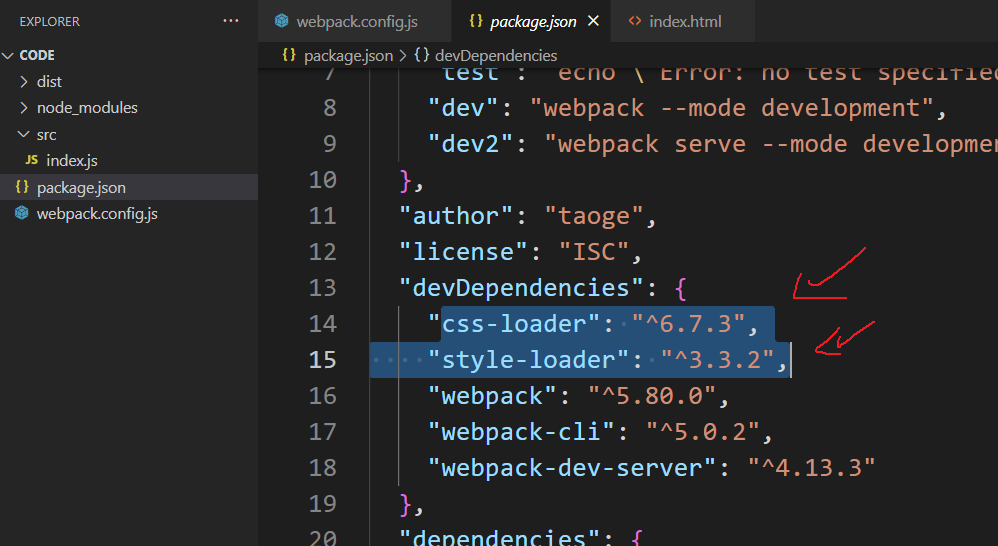 EXPLORER
···
webpack.config.js
{} package.json ×
<> index.html
CODE
{} package.json > {} devDependencies
dist
node_modules
src
JS index.js
{} package.json
webpack.config.js
7 test : echo \ Error: no test specified
8 "dev": "webpack --mode development",
9 "dev2": "webpack serve --mode developmen
10 },
11 "author": "taoge",
12 "license": "ISC",
13 "devDependencies": {
14 "css-loader": "^6.7.3",
15 "style-loader": "^3.3.2",
16 "webpack": "^5.80.0",
17 "webpack-cli": "^5.0.2",
18 "webpack-dev-server": "^4.13.3"
19 },
20 "dependencies": {